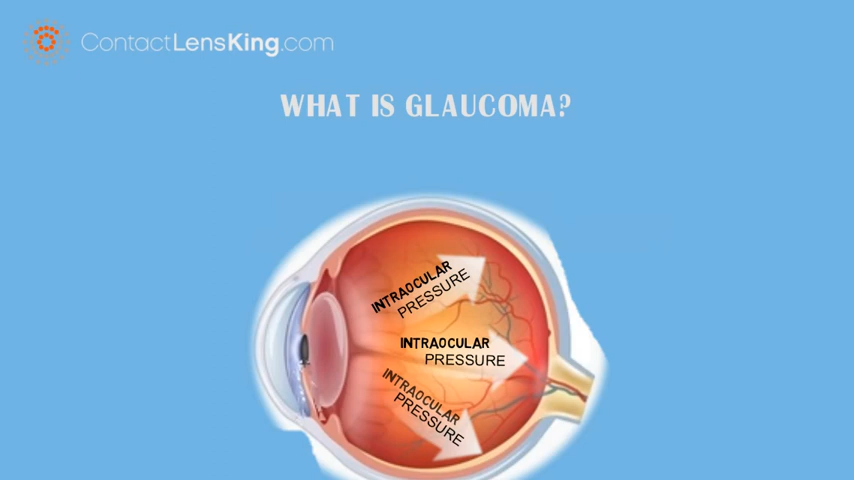 ContactLensKing.com
WHAT IS GLAUCOMA?
INTRAOCULAR
PRESSURE
INTRAOCULAR
PRESSURE
INTRAOCULAR
PRESSURE